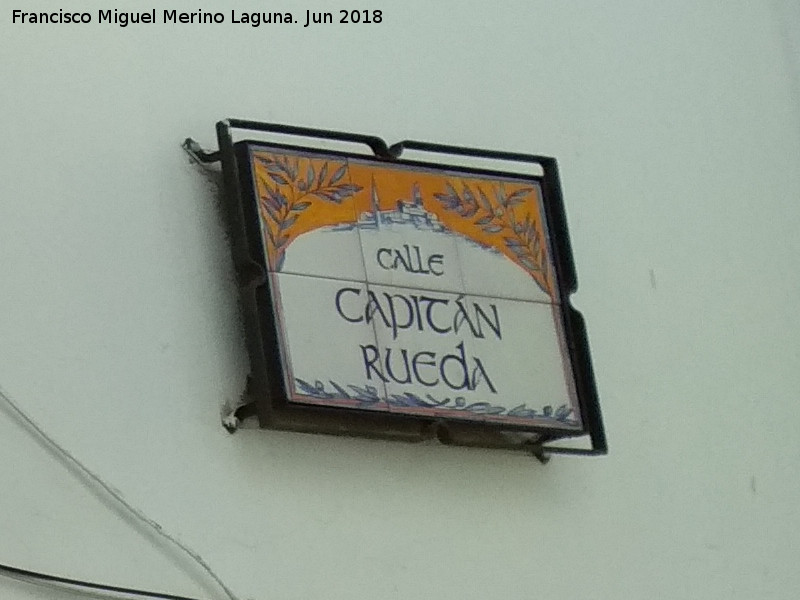 Francisco Miguel Merino Laguna. Jun 2018
CALLE
CAPITÁN
RUEDA